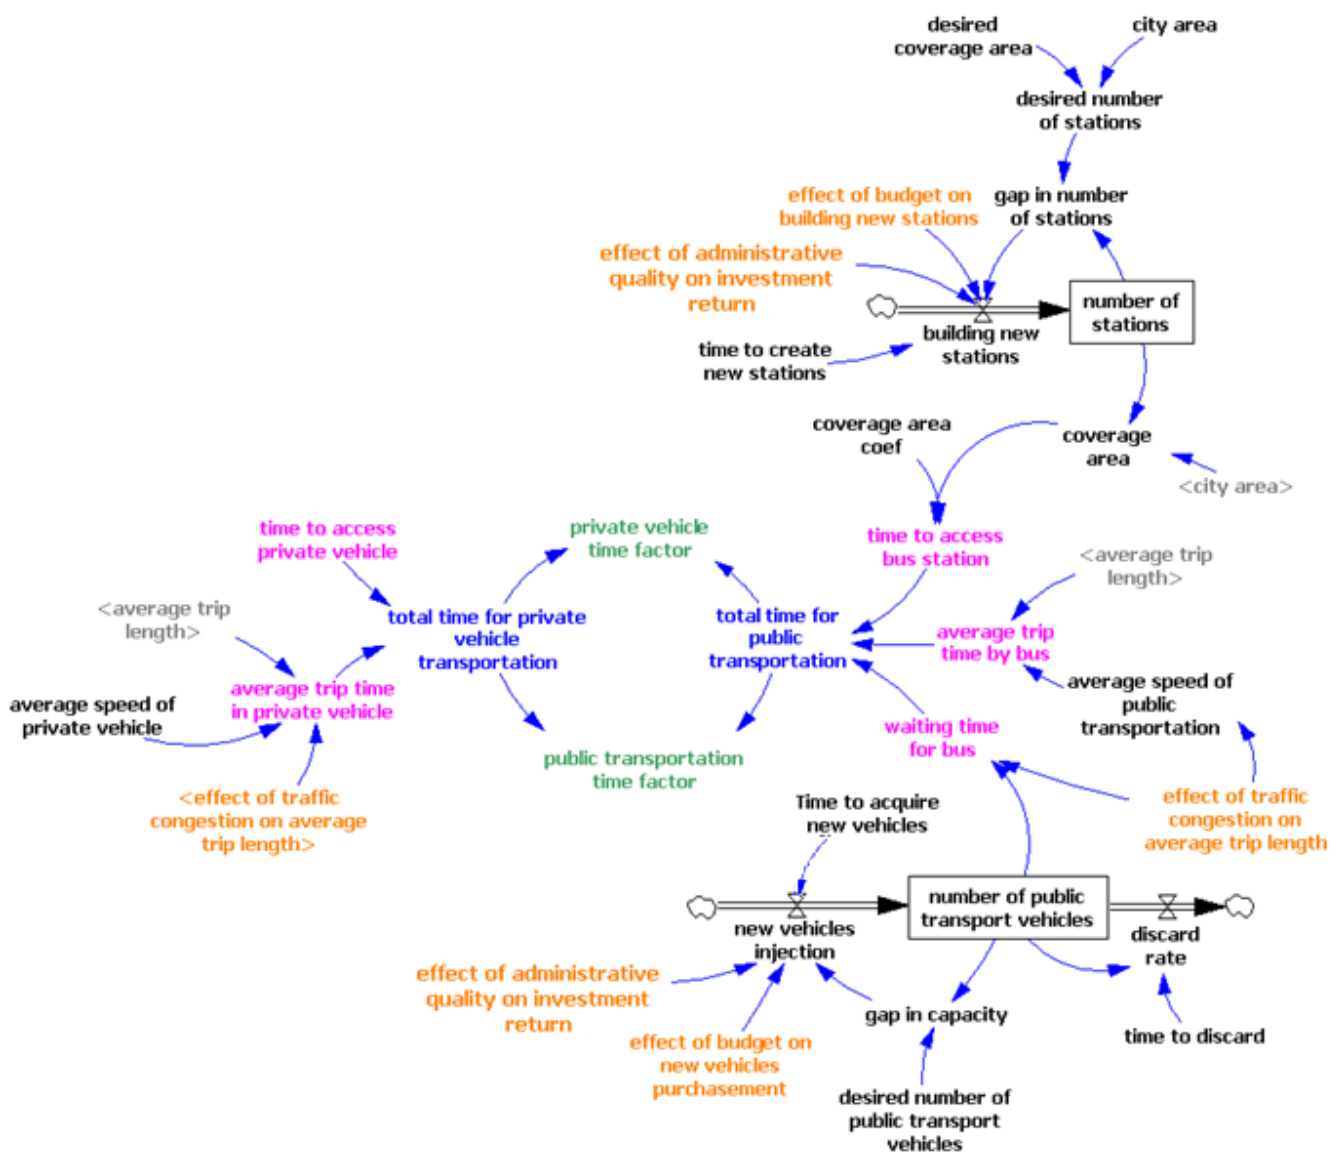 desired
coverage area
city area
desired number
of stations
effect of budget on
building new stations
gap in number
of stations
effect of administrative
quality on investment
return
number of
stations
building new
stations
time to create
new stations
coverage area
coef
coverage
area
<city area>
time to access
private vehicle
private vehicle
time factor
time to access
bus station
<average trip
length>
<average trip
length>
total time for private
vehicle
transportation
total time for
public
transportation
average trip
time by bus
average trip time
in private vehicle
average speed of
private vehicle
average speed of
public
transportation
waiting time
for bus
public transportation
time factor
<effect of traffic
congestion on average
trip length>
Time to acquire
new vehicles
effect of traffic
congestion on
average trip length
number of public
transport vehicles
new vehicles
injection
discard
rate
effect of administrative
quality on investment
return
gap in capacity
time to discard
effect of budget on
new vehicles
purchasement
desired number of
public transport
vehicles